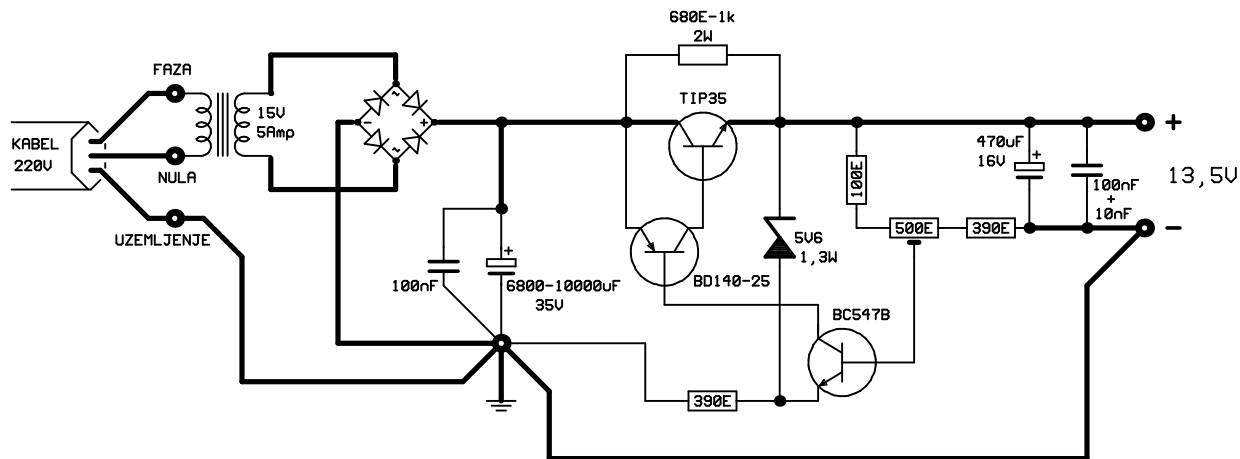 680E-1k
2W
FAZA
TIP35
15V
5Amp
~
-
+
~
KABEL
220V
NULA
UZEMLJENJE
100E
470uF
16V
+
+
13,5V
100nF
+
10nF
500E
390E
-
5V6
1,3W
BD140-25
+
100nF
6800-10000uF
35V
BC547B
390E